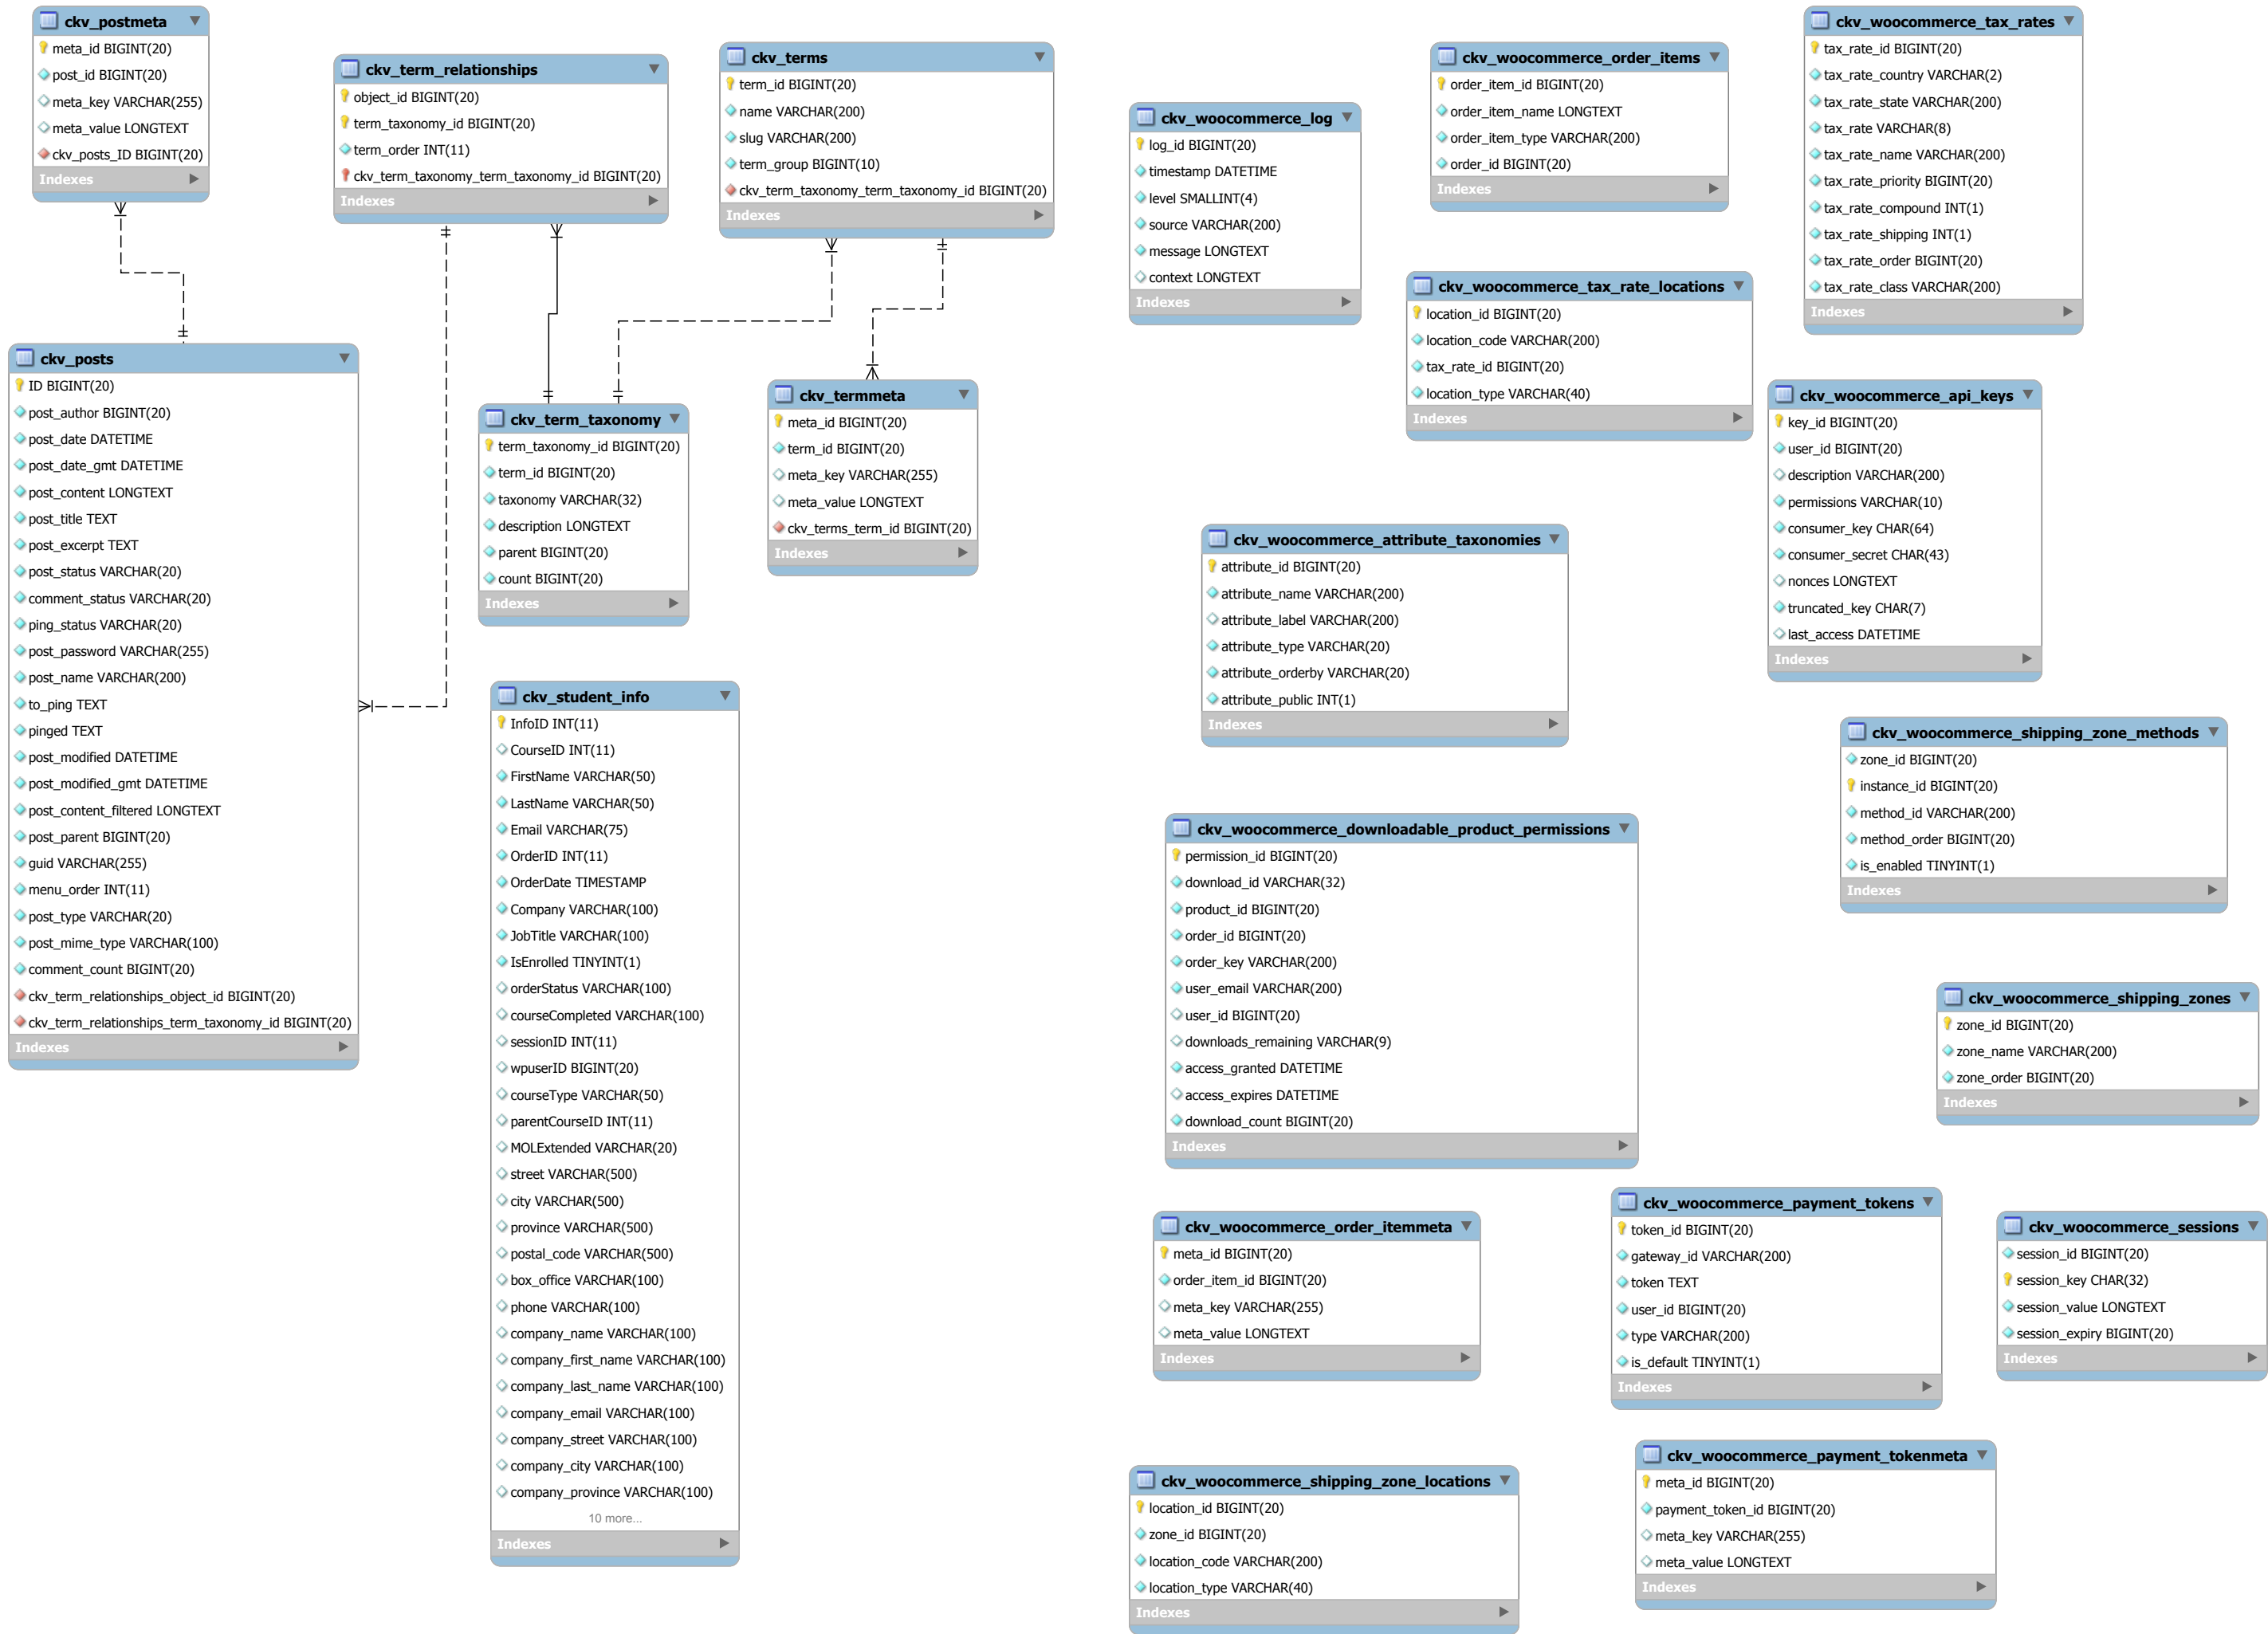 ckv_postmeta
meta_id BIGINT(20)
post_id BIGINT(20)
meta_key VARCHAR(255)
meta_value LONGTEXT
ckv_posts_ID BIGINT(20)
Indexes
ckv_term_relationships
object_id BIGINT(20)
term_taxonomy_id BIGINT(20)
term_order INT(11)
ckv_term_taxonomy_term_taxonomy_id BIGINT(20)
Indexes
ckv_terms
term_id BIGINT(20)
name VARCHAR(200)
slug VARCHAR(200)
term_group BIGINT(10)
ckv_term_taxonomy_term_taxonomy_id BIGINT(20)
Indexes
ckv_posts
ID BIGINT(20)
post_author BIGINT(20)
post_date DATETIME
post_date_gmt DATETIME
post_content LONGTEXT
post_title TEXT
post_excerpt TEXT
post_status VARCHAR(20)
comment_status VARCHAR(20)
ping_status VARCHAR(20)
post_password VARCHAR(255)
post_name VARCHAR(200)
to_ping TEXT
pinged TEXT
post_modified DATETIME
post_modified_gmt DATETIME
post_content_filtered LONGTEXT
post_parent BIGINT(20)
guid VARCHAR(255)
menu_order INT(11)
post_type VARCHAR(20)
post_mime_type VARCHAR(100)
comment_count BIGINT(20)
ckv_term_relationships_object_id BIGINT(20)
ckv_term_relationships_term_taxonomy_id BIGINT(20)
Indexes
ckv_term_taxonomy
term_taxonomy_id BIGINT(20)
term_id BIGINT(20)
taxonomy VARCHAR(32)
description LONGTEXT
parent BIGINT(20)
count BIGINT(20)
Indexes
ckv_termmeta
meta_id BIGINT(20)
term_id BIGINT(20)
meta_key VARCHAR(255)
meta_value LONGTEXT
ckv_terms_term_id BIGINT(20)
Indexes
ckv_student_info
InfoID INT(11)
CourseID INT(11)
FirstName VARCHAR(50)
LastName VARCHAR(50)
Email VARCHAR(75)
OrderID INT(11)
OrderDate TIMESTAMP
Company VARCHAR(100)
JobTitle VARCHAR(100)
IsEnrolled TINYINT(1)
orderStatus VARCHAR(100)
courseCompleted VARCHAR(100)
sessionID INT(11)
wpuserID BIGINT(20)
courseType VARCHAR(50)
parentCourseID INT(11)
MOLExtended VARCHAR(20)
street VARCHAR(500)
city VARCHAR(500)
province VARCHAR(500)
postal_code VARCHAR(500)
box_office VARCHAR(100)
phone VARCHAR(100)
company_name VARCHAR(100)
company_first_name VARCHAR(100)
company_last_name VARCHAR(100)
company_email VARCHAR(100)
company_street VARCHAR(100)
company_city VARCHAR(100)
company_province VARCHAR(100)
10 more...
Indexes
ckv_woocommerce_log
log_id BIGINT(20)
timestamp DATETIME
level SMALLINT(4)
source VARCHAR(200)
message LONGTEXT
context LONGTEXT
Indexes
ckv_woocommerce_order_items
order_item_id BIGINT(20)
order_item_name LONGTEXT
order_item_type VARCHAR(200)
order_id BIGINT(20)
Indexes
ckv_woocommerce_tax_rates
tax_rate_id BIGINT(20)
tax_rate_country VARCHAR(2)
tax_rate_state VARCHAR(200)
tax_rate VARCHAR(8)
tax_rate_name VARCHAR(200)
tax_rate_priority BIGINT(20)
tax_rate_compound INT(1)
tax_rate_shipping INT(1)
tax_rate_order BIGINT(20)
tax_rate_class VARCHAR(200)
Indexes
ckv_woocommerce_tax_rate_locations
location_id BIGINT(20)
location_code VARCHAR(200)
tax_rate_id BIGINT(20)
location_type VARCHAR(40)
Indexes
ckv_woocommerce_api_keys
key_id BIGINT(20)
user_id BIGINT(20)
description VARCHAR(200)
permissions VARCHAR(10)
consumer_key CHAR(64)
consumer_secret CHAR(43)
nonces LONGTEXT
truncated_key CHAR(7)
last_access DATETIME
Indexes
ckv_woocommerce_attribute_taxonomies
attribute_id BIGINT(20)
attribute_name VARCHAR(200)
attribute_label VARCHAR(200)
attribute_type VARCHAR(20)
attribute_orderby VARCHAR(20)
attribute_public INT(1)
Indexes
ckv_woocommerce_shipping_zone_methods
zone_id BIGINT(20)
instance_id BIGINT(20)
method_id VARCHAR(200)
method_order BIGINT(20)
is_enabled TINYINT(1)
Indexes
ckv_woocommerce_downloadable_product_permissions
permission_id BIGINT(20)
download_id VARCHAR(32)
product_id BIGINT(20)
order_id BIGINT(20)
order_key VARCHAR(200)
user_email VARCHAR(200)
user_id BIGINT(20)
downloads_remaining VARCHAR(9)
access_granted DATETIME
access_expires DATETIME
download_count BIGINT(20)
Indexes
ckv_woocommerce_shipping_zones
zone_id BIGINT(20)
zone_name VARCHAR(200)
zone_order BIGINT(20)
Indexes
ckv_woocommerce_order_itemmeta
meta_id BIGINT(20)
order_item_id BIGINT(20)
meta_key VARCHAR(255)
meta_value LONGTEXT
Indexes
ckv_woocommerce_payment_tokens
token_id BIGINT(20)
gateway_id VARCHAR(200)
token TEXT
user_id BIGINT(20)
type VARCHAR(200)
is_default TINYINT(1)
Indexes
ckv_woocommerce_sessions
session_id BIGINT(20)
session_key CHAR(32)
session_value LONGTEXT
session_expiry BIGINT(20)
Indexes
ckv_woocommerce_shipping_zone_locations
location_id BIGINT(20)
zone_id BIGINT(20)
location_code VARCHAR(200)
location_type VARCHAR(40)
Indexes
ckv_woocommerce_payment_tokenmeta
meta_id BIGINT(20)
payment_token_id BIGINT(20)
meta_key VARCHAR(255)
meta_value LONGTEXT
Indexes